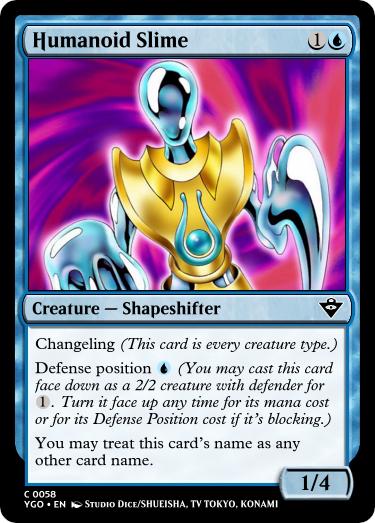 Humanoid Slime 1
Creature — Shapeshifter
Changeling (This card is every creature type.)
Defense position (You may cast this card
face down as a 2/2 creature with defender for
1. Turn it face up any time for its mana cost
or for its Defense Position cost if it's blocking.)
You may treat this card's name as any
other card name.
1/4
C 0058
YGO • EN Studio Dice/SHUEISHA, TV TOKYO, KONAMI